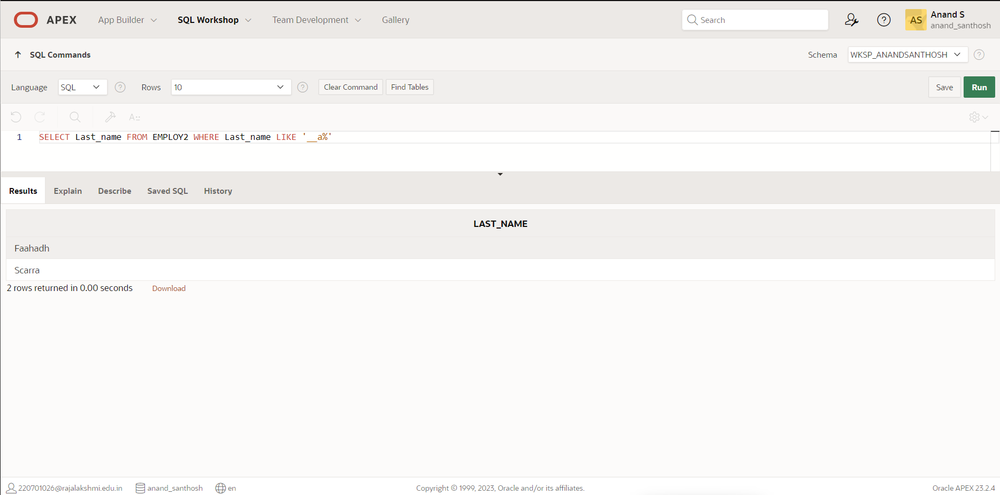 APEX App Builder SQL Workshop Team Development Gallery Search ? AS Anand S
anand_santhosh
SQL Commands Schema WKSP_ANANDSANTHOSH ?
Language SQL ? Rows 10 ? Clear Command Find Tables Save Run
A::
1 SELECT Last_name FROM EMPLOY2 WHERE Last_name LIKE '__a%'
Results Explain Describe Saved SQL History
LAST_NAME
Faahadh
Scarra
2 rows returned in 0.00 seconds Download
220701026@rajalakshmi.edu.in anand_santhosh en Copyright © 1999, 2023, Oracle and/or its affiliates. Oracle APEX 23.2.4